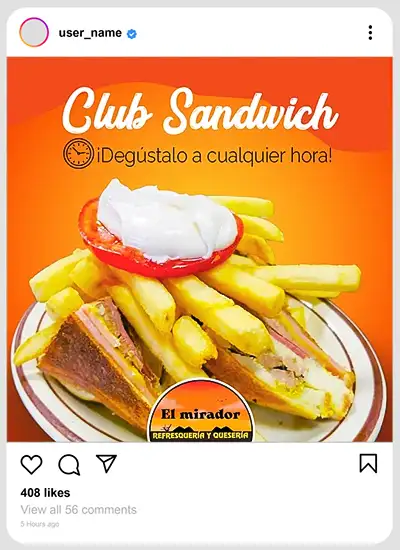 user_name
Club Sandwich
¡Degústalo a cualquier hora!
El mirador
REFRESQUERÍA Y QUESERÍA
408 likes
View all 56 comments
5 Hours ago